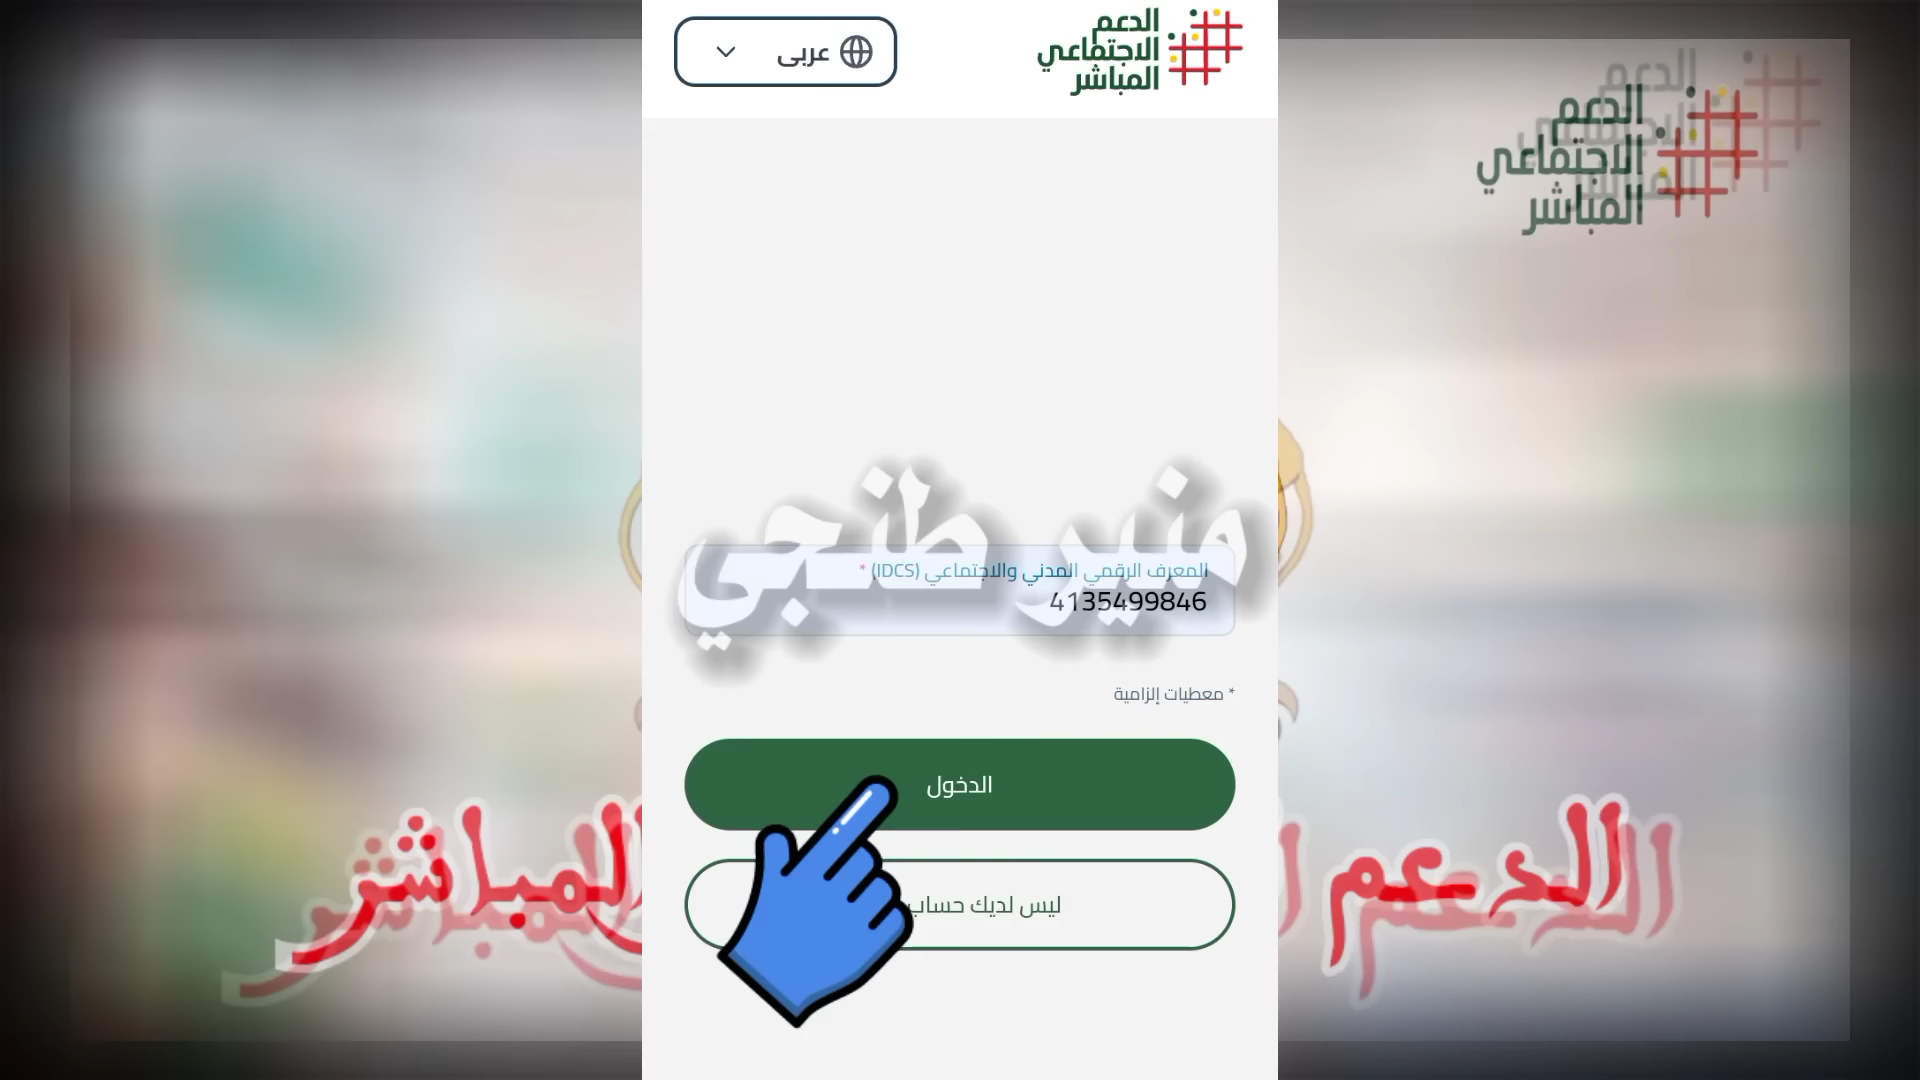 الدعم
الاجتماعي
المباشر
عربى
الدعم
الاجتماعي
المباشر
منير طنجي
المعرف الرقمي المدني والاجتماعي (IDCS) *
4135499846
* معطيات إلزامية
الدخول
ليس لديك حساب
الدعم ا
المباشر